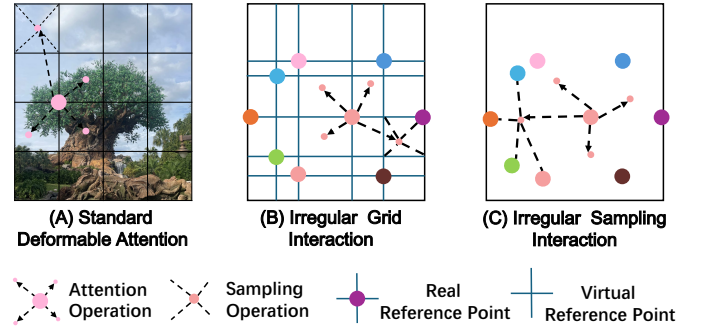 (A) Standard
Deformable Attention
(B) Irregular Grid
Interaction
(C) Irregular Sampling
Interaction
Attention
Operation
Sampling
Operation
Real
Reference Point
Virtual
Reference Point